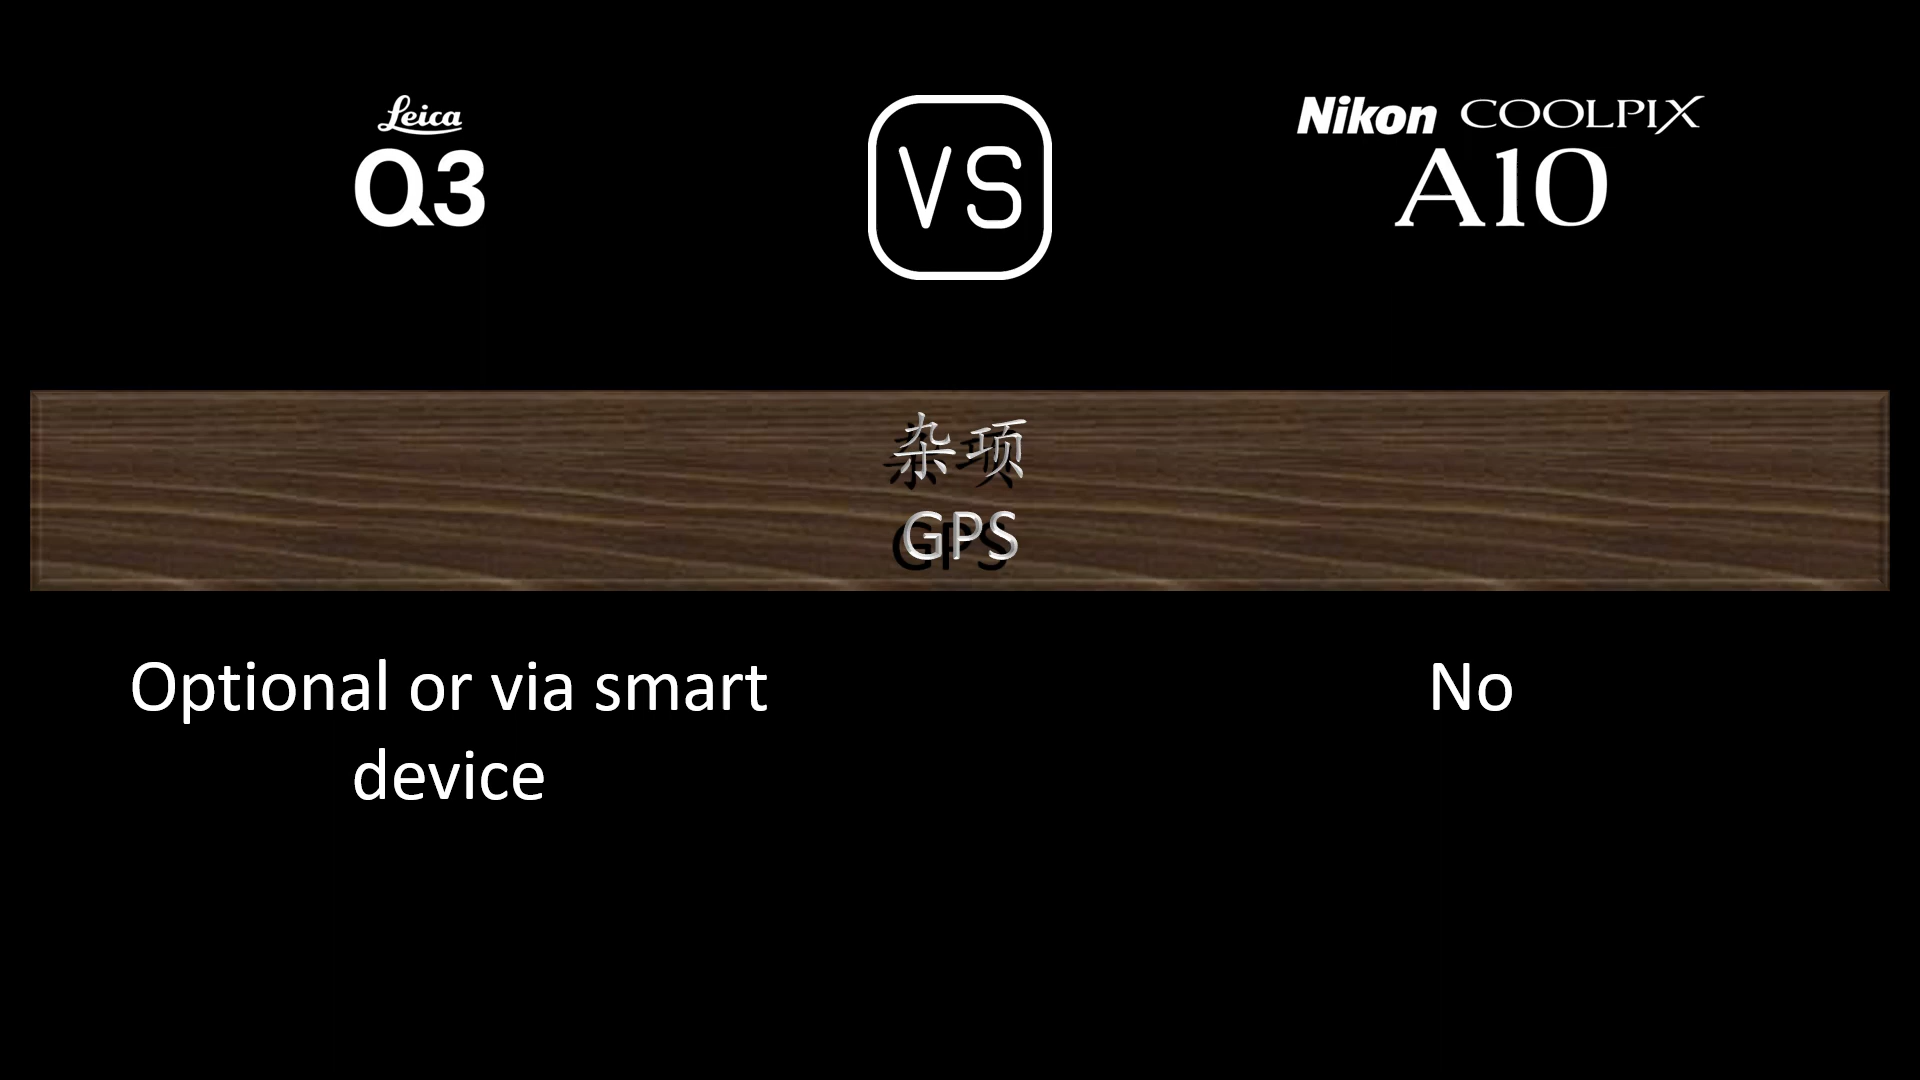 Leica
Q3
VS
Nikon COOLPIX
A10
杂项
GPS
Optional or via smart
device
No